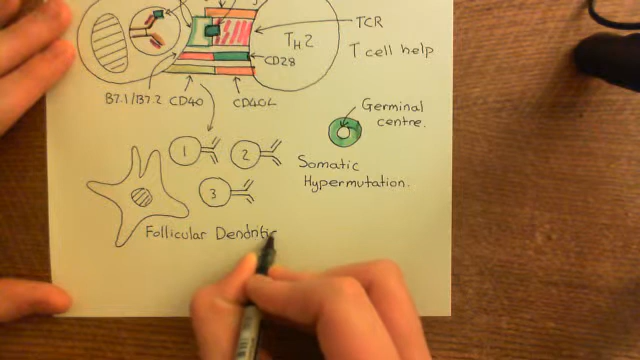 TCR
TH2
T cell help
CD28
B7.1/B7.2 CD40
CD40L
Germinal
centre.
1
2
Somatic
3
Hypermutation.
Follicular Dendritic